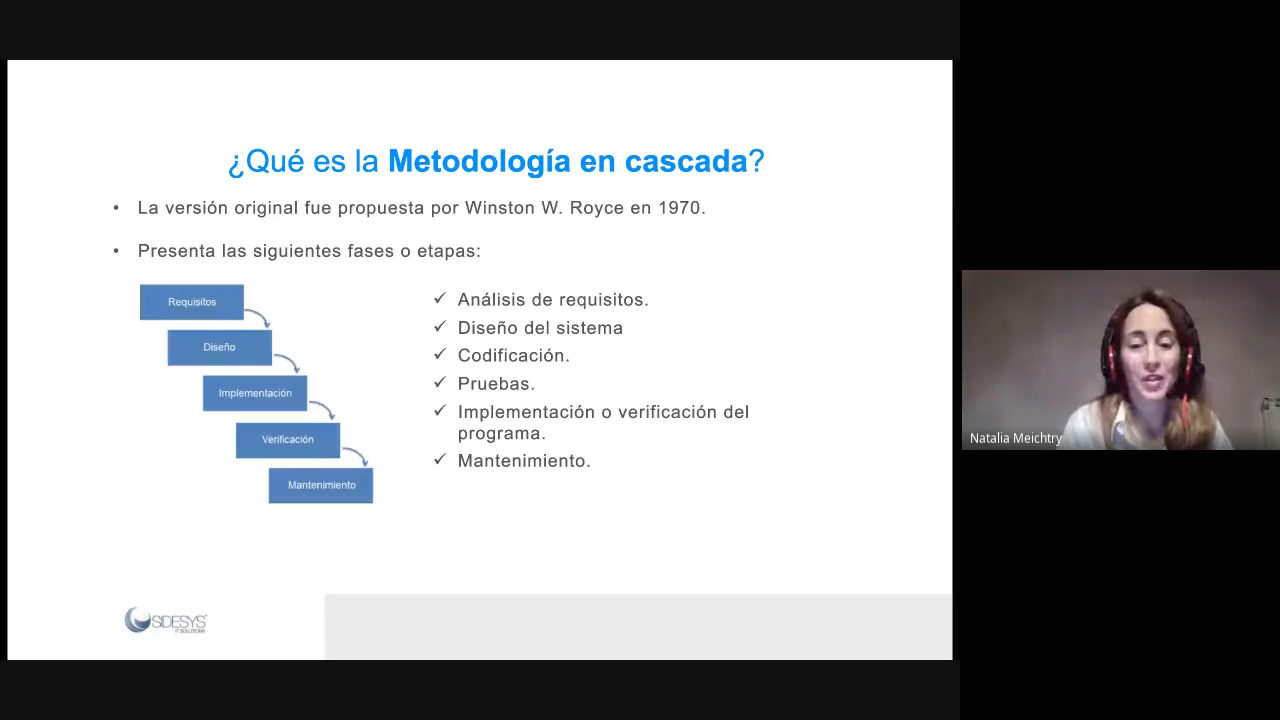 ¿Qué es la Metodología en cascada?
• La versión original fue propuesta por Winston W. Royce en 1970.
• Presenta las siguientes fases o etapas:
Requisitos
Diseño
Implementación
Verificación
Mantenimiento
✓ Análisis de requisitos.
✓ Diseño del sistema
✓ Codificación.
✓ Pruebas.
✓ Implementación o verificación del
programa.
✓ Mantenimiento.
SIDESYS
IT SOLUTIONS
Natalia Meichtry